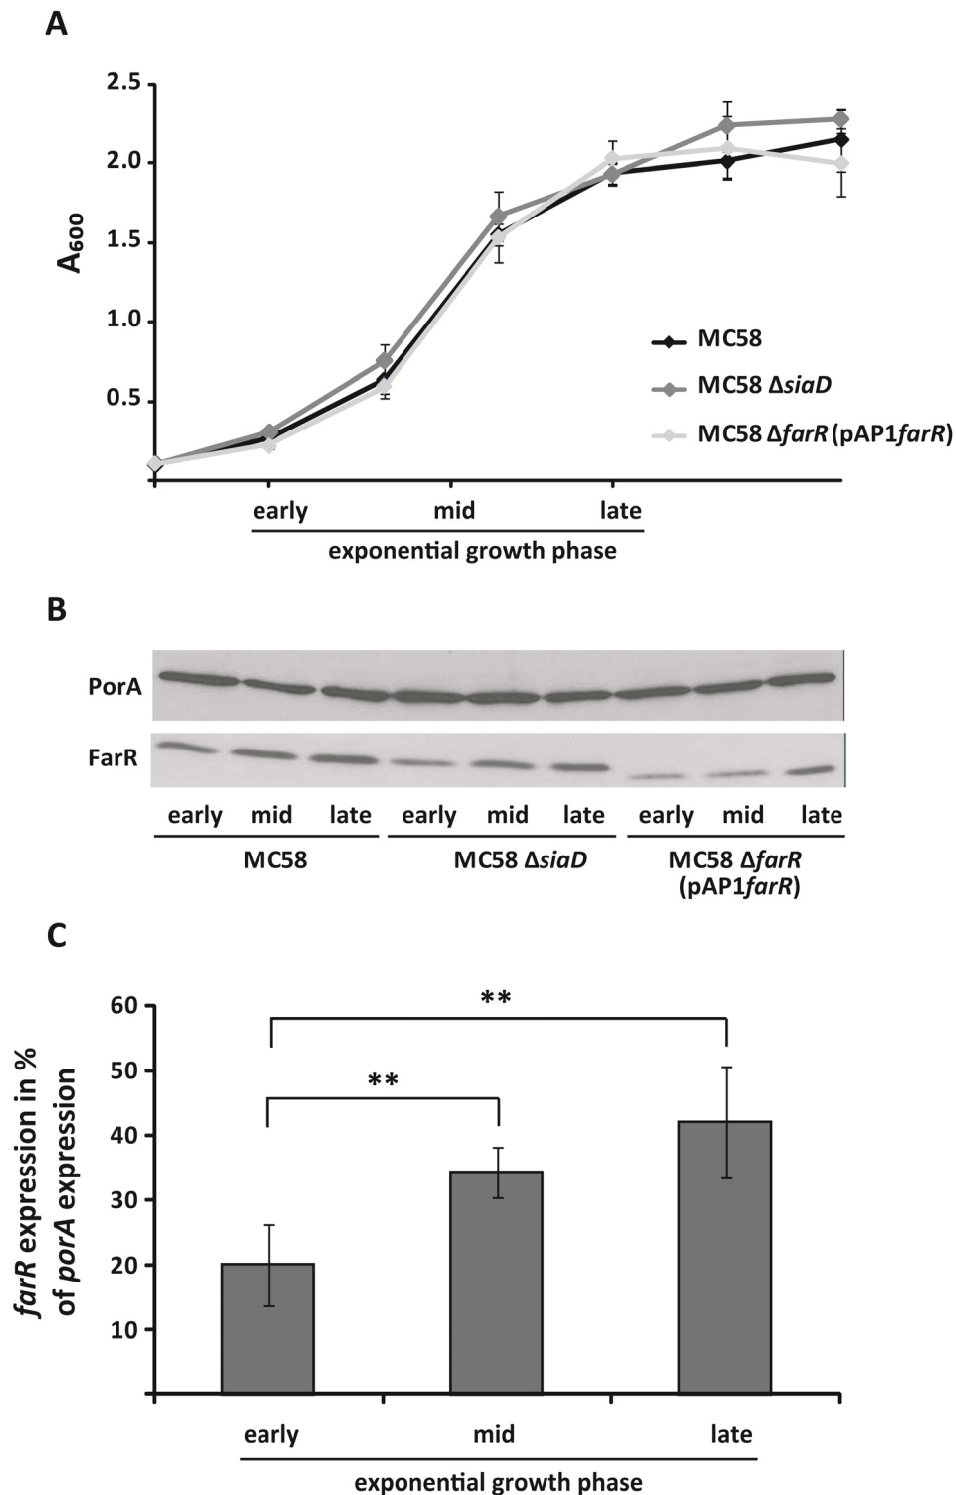 A
2.5
2.0
1.5
1.0
0.5
A600
MC58
MC58 ΔsiaD
MC58 ΔfarR (pAP1farR)
early mid late
exponential growth phase
B
PorA
FarR
early mid late early mid late early mid late
MC58 MC58 ΔsiaD MC58 ΔfarR
(pAP1farR)
C
60
50
40
30
20
10
farR expression in %
of porA expression
**
**
early mid late
exponential growth phase